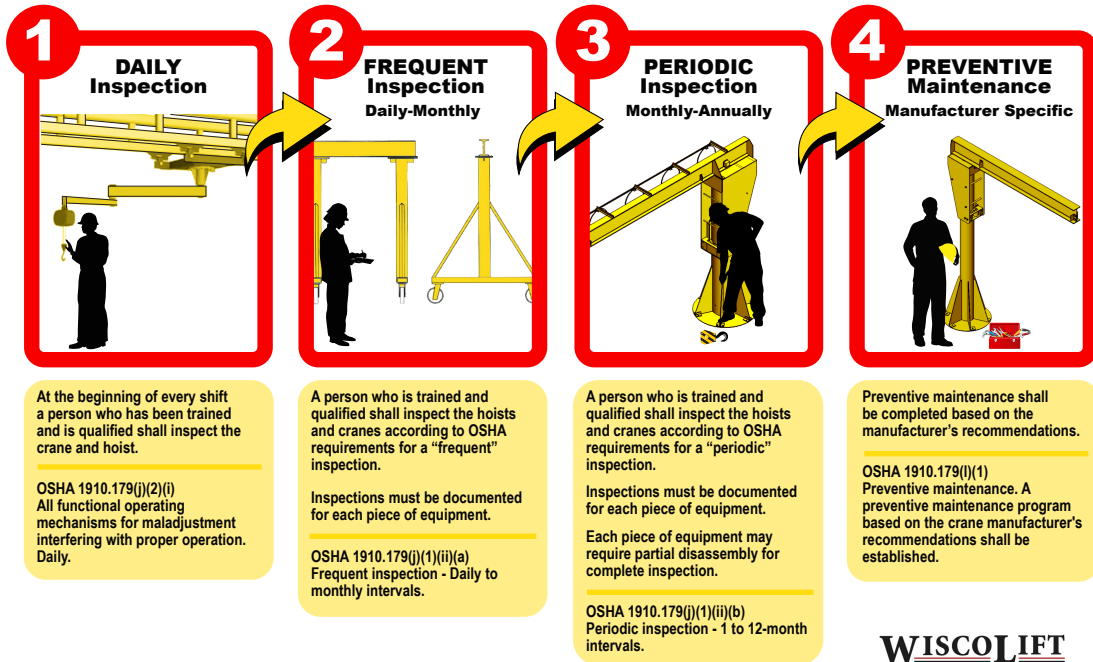 1
DAILY
Inspection
At the beginning of every shift
a person who has been trained
and is qualified shall inspect the
crane and hoist.
OSHA 1910.179(j)(2)(i)
All functional operating
mechanisms for maladjustment
interfering with proper operation.
Daily.
2
FREQUENT
Inspection
Daily-Monthly
A person who is trained and
qualified shall inspect the hoists
and cranes according to OSHA
requirements for a “frequent”
inspection.
Inspections must be documented
for each piece of equipment.
OSHA 1910.179(j)(1)(ii)(a)
Frequent inspection - Daily to
monthly intervals.
3
PERIODIC
Inspection
Monthly-Annually
A person who is trained and
qualified shall inspect the hoists
and cranes according to OSHA
requirements for a “periodic”
inspection.
Inspections must be documented
for each piece of equipment.
Each piece of equipment may
require partial disassembly for
complete inspection.
OSHA 1910.179(j)(1)(ii)(b)
Periodic inspection - 1 to 12-month
intervals.
4
PREVENTIVE
Maintenance
Manufacturer Specific
Preventive maintenance shall
be completed based on the
manufacturer’s recommendations.
OSHA 1910.179(l)(1)
Preventive maintenance. A
preventive maintenance program
based on the crane manufacturer's
recommendations shall be
established.
WISCOLIFT